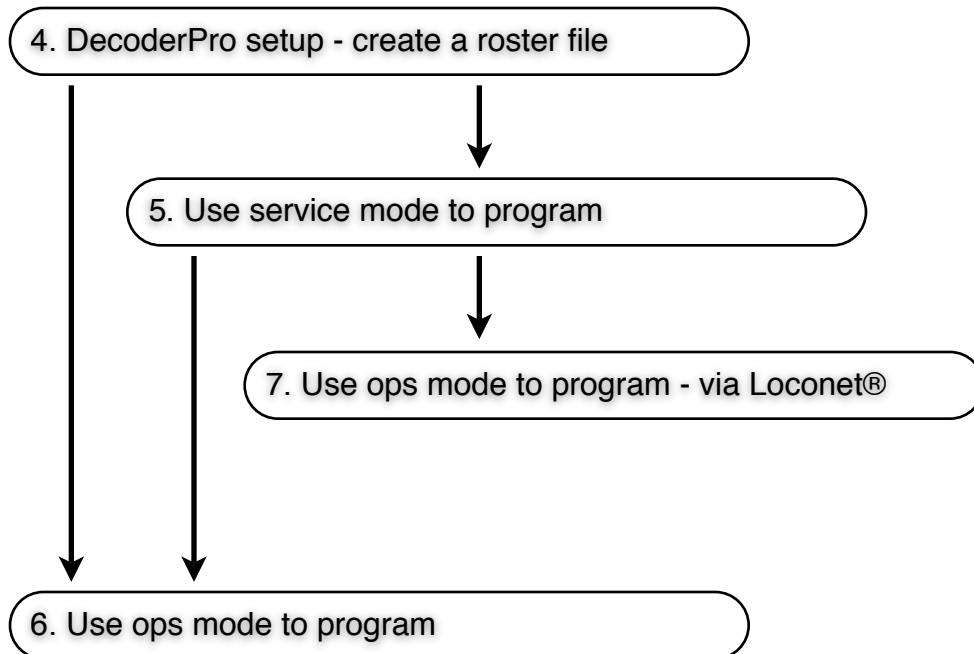 4. DecoderPro setup - create a roster file
5. Use service mode to program
7. Use ops mode to program - via Loconet®
6. Use ops mode to program